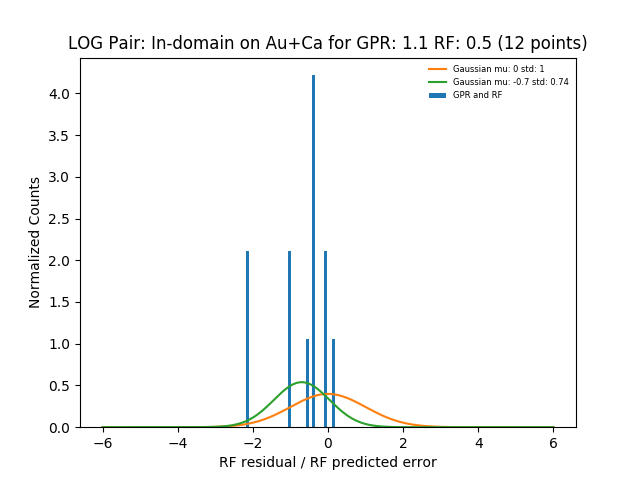 LOG Pair: In-domain on Au+Ca for GPR: 1.1 RF: 0.5 (12 points)
Gaussian mu: 0 std: 1
Gaussian mu: -0.7 std: 0.74
GPR and RF
Normalized Counts
4.0
3.5
3.0
2.5
2.0
1.5
1.0
0.5
0.0
−6 −4 −2 0 2 4 6
RF residual / RF predicted error